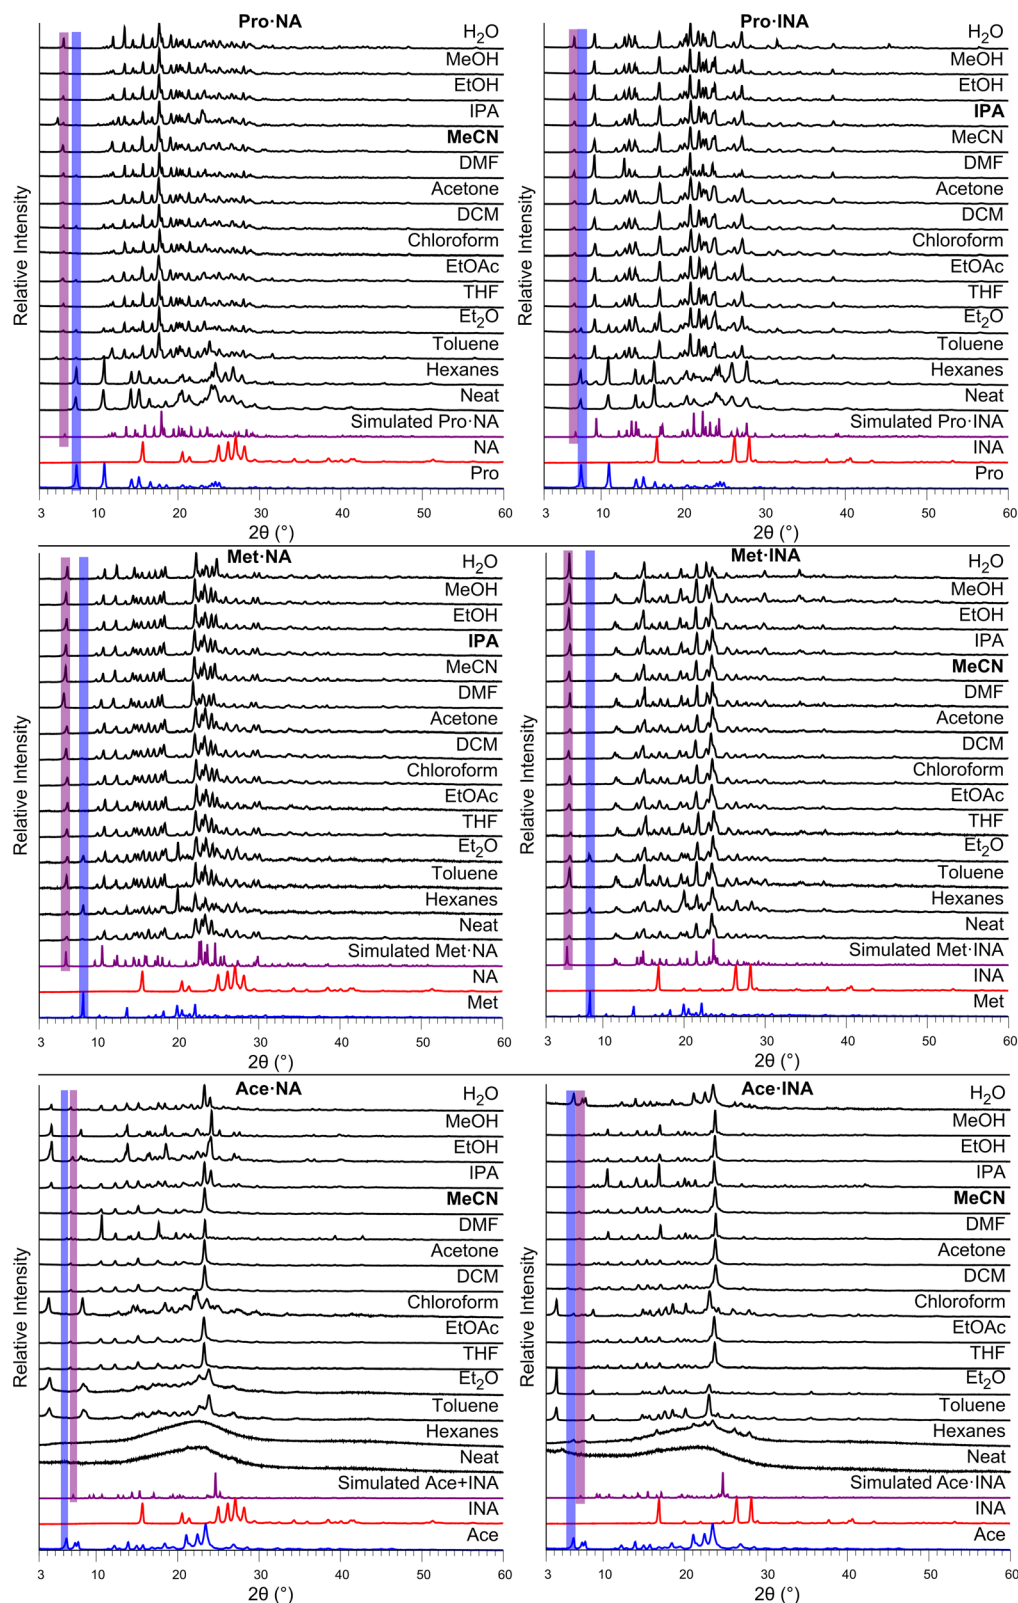 Pro·NA
H₂O
MeOH
EtOH
IPA
MeCN
DMF
Acetone
DCM
Chloroform
EtOAc
THF
Et₂O
Toluene
Hexanes
Neat
Simulated Pro·NA
NA
Pro
Relative Intensity
3 10 20 30 40 50 60
2θ (°)
Pro·INA
H₂O
MeOH
EtOH
IPA
MeCN
DMF
Acetone
DCM
Chloroform
EtOAc
THF
Et₂O
Toluene
Hexanes
Neat
Simulated Pro·INA
INA
Pro
Relative Intensity
3 10 20 30 40 50 60
2θ (°)
Met·NA
H₂O
MeOH
EtOH
IPA
MeCN
DMF
Acetone
DCM
Chloroform
EtOAc
THF
Et₂O
Toluene
Hexanes
Neat
Simulated Met·NA
NA
Met
Relative Intensity
3 10 20 30 40 50 60
2θ (°)
Met·INA
H₂O
MeOH
EtOH
IPA
MeCN
DMF
Acetone
DCM
Chloroform
EtOAc
THF
Et₂O
Toluene
Hexanes
Neat
Simulated Met·INA
INA
Met
Relative Intensity
3 10 20 30 40 50 60
2θ (°)
Ace·NA
H₂O
MeOH
EtOH
IPA
MeCN
DMF
Acetone
DCM
Chloroform
EtOAc
THF
Et₂O
Toluene
Hexanes
Neat
Simulated Ace+INA
INA
Ace
Relative Intensity
3 10 20 30 40 50 60
2θ (°)
Ace·INA
H₂O
MeOH
EtOH
IPA
MeCN
DMF
Acetone
DCM
Chloroform
EtOAc
THF
Et₂O
Toluene
Hexanes
Neat
Simulated Ace·INA
INA
Ace
Relative Intensity
3 10 20 30 40 50 60
2θ (°)